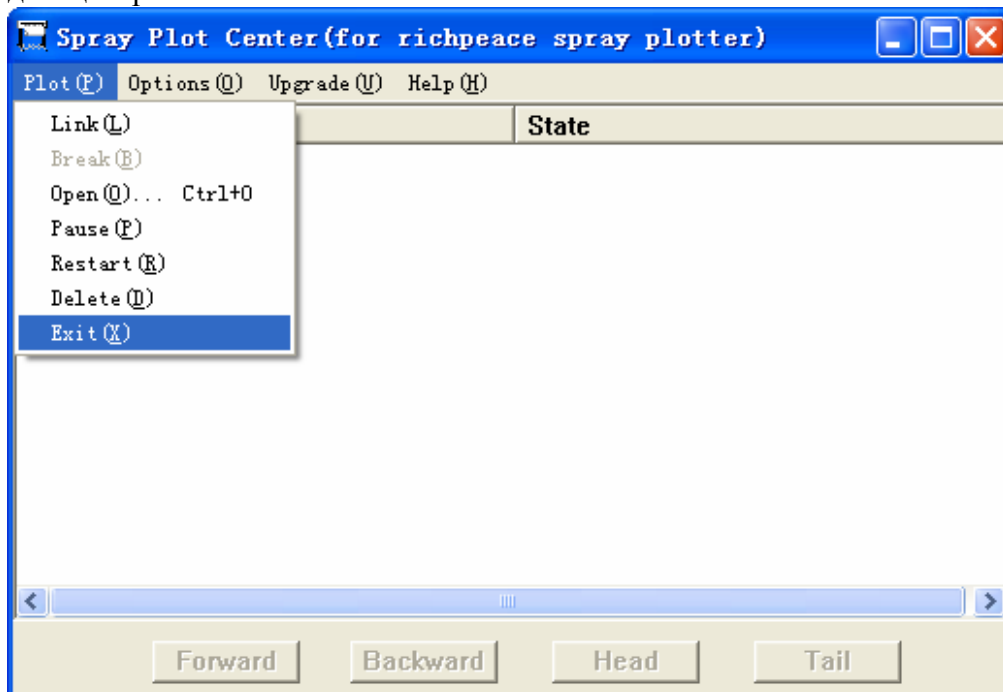 Spray Plot Center(for richpeace spray plotter)
Plot(P) Options(O) Upgrade(U) Help(H)
Link(L)
State
Break(B)
Open(O)... Ctrl+O
Pause(P)
Restart(R)
Delete(D)
Exit(X)
Forward Backward Head Tail